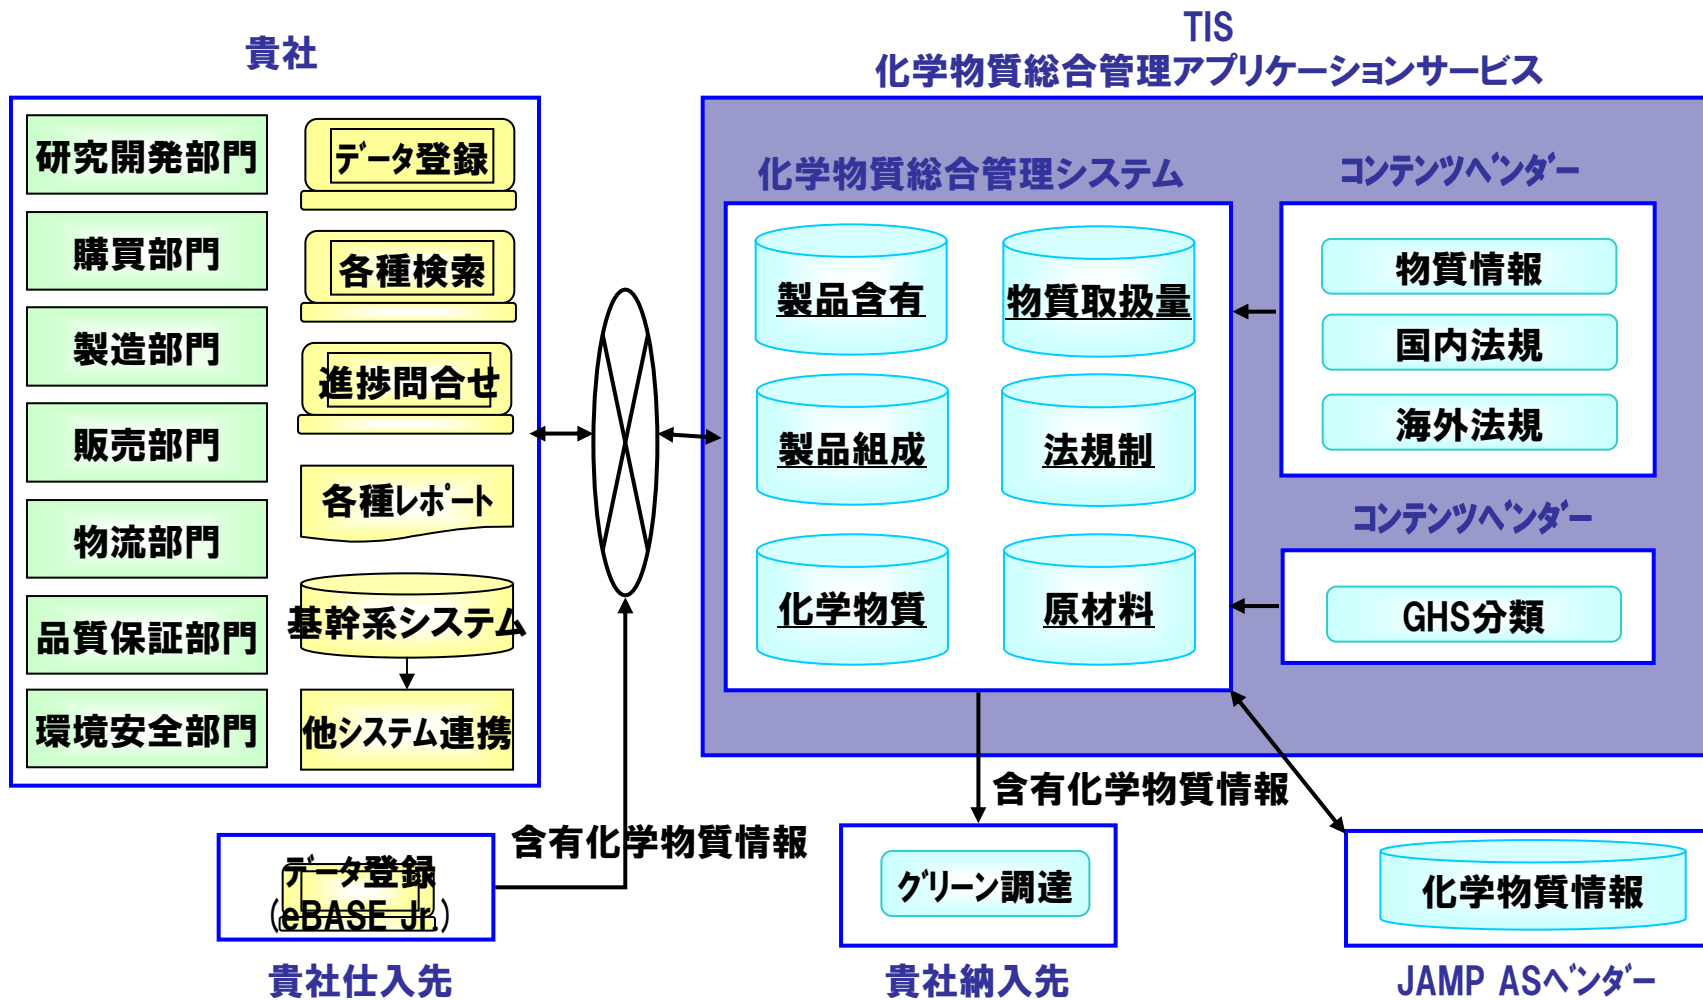 貴社
TIS
化学物質総合管理アプリケーションサービス
研究開発部門
購買部門
製造部門
販売部門
物流部門
品質保証部門
環境安全部門
データ登録
各種検索
進捗問合せ
各種レポート
基幹系システム
他システム連携
化学物質総合管理システム
製品含有
物質取扱量
製品組成
法規制
化学物質
原材料
コンテンツベンダー
物質情報
国内法規
海外法規
コンテンツベンダー
GHS分類
含有化学物質情報
含有化学物質情報
データ登録
(eBASE Jr.)
貴社仕入先
グリーン調達
貴社納入先
化学物質情報
JAMP ASベンダー